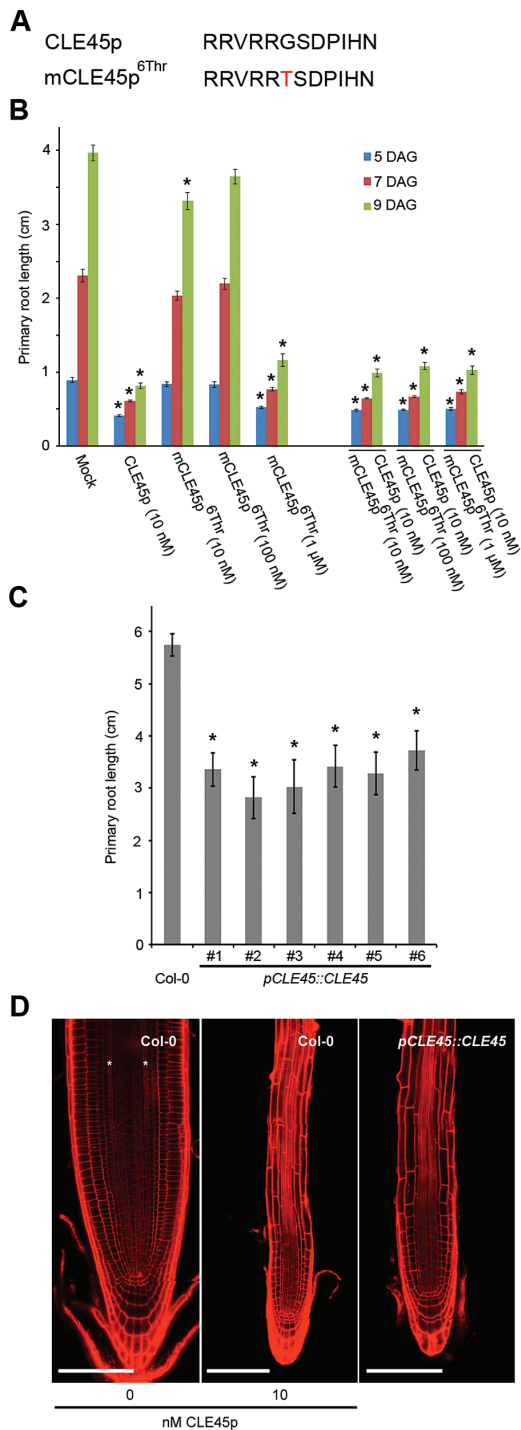 A
CLE45p RRVRRGSDPIHN
mCLE45p6Thr RRVRRTSDPIHN
B
Primary root length (cm)
4
3
2
1
0
5 DAG
7 DAG
9 DAG
* * *
*
* * *
* * *
* * *
* * *
Mock
CLE45p (10 nM)
mCLE45p6Thr (10 nM)
mCLE45p6Thr (100 nM)
mCLE45p6Thr (1 µM)
mCLE45p6Thr (10 nM)
CLE45p (10 nM)
mCLE45p6Thr (100 nM)
CLE45p (10 nM)
mCLE45p6Thr (1 µM)
CLE45p (10 nM)
C
Primary root length (cm)
6
5
4
3
2
1
0
* * * * * *
#1 #2 #3 #4 #5 #6
Col-0 pCLE45::CLE45
D
Col-0 Col-0 pCLE45::CLE45
* *
0 10
nM CLE45p